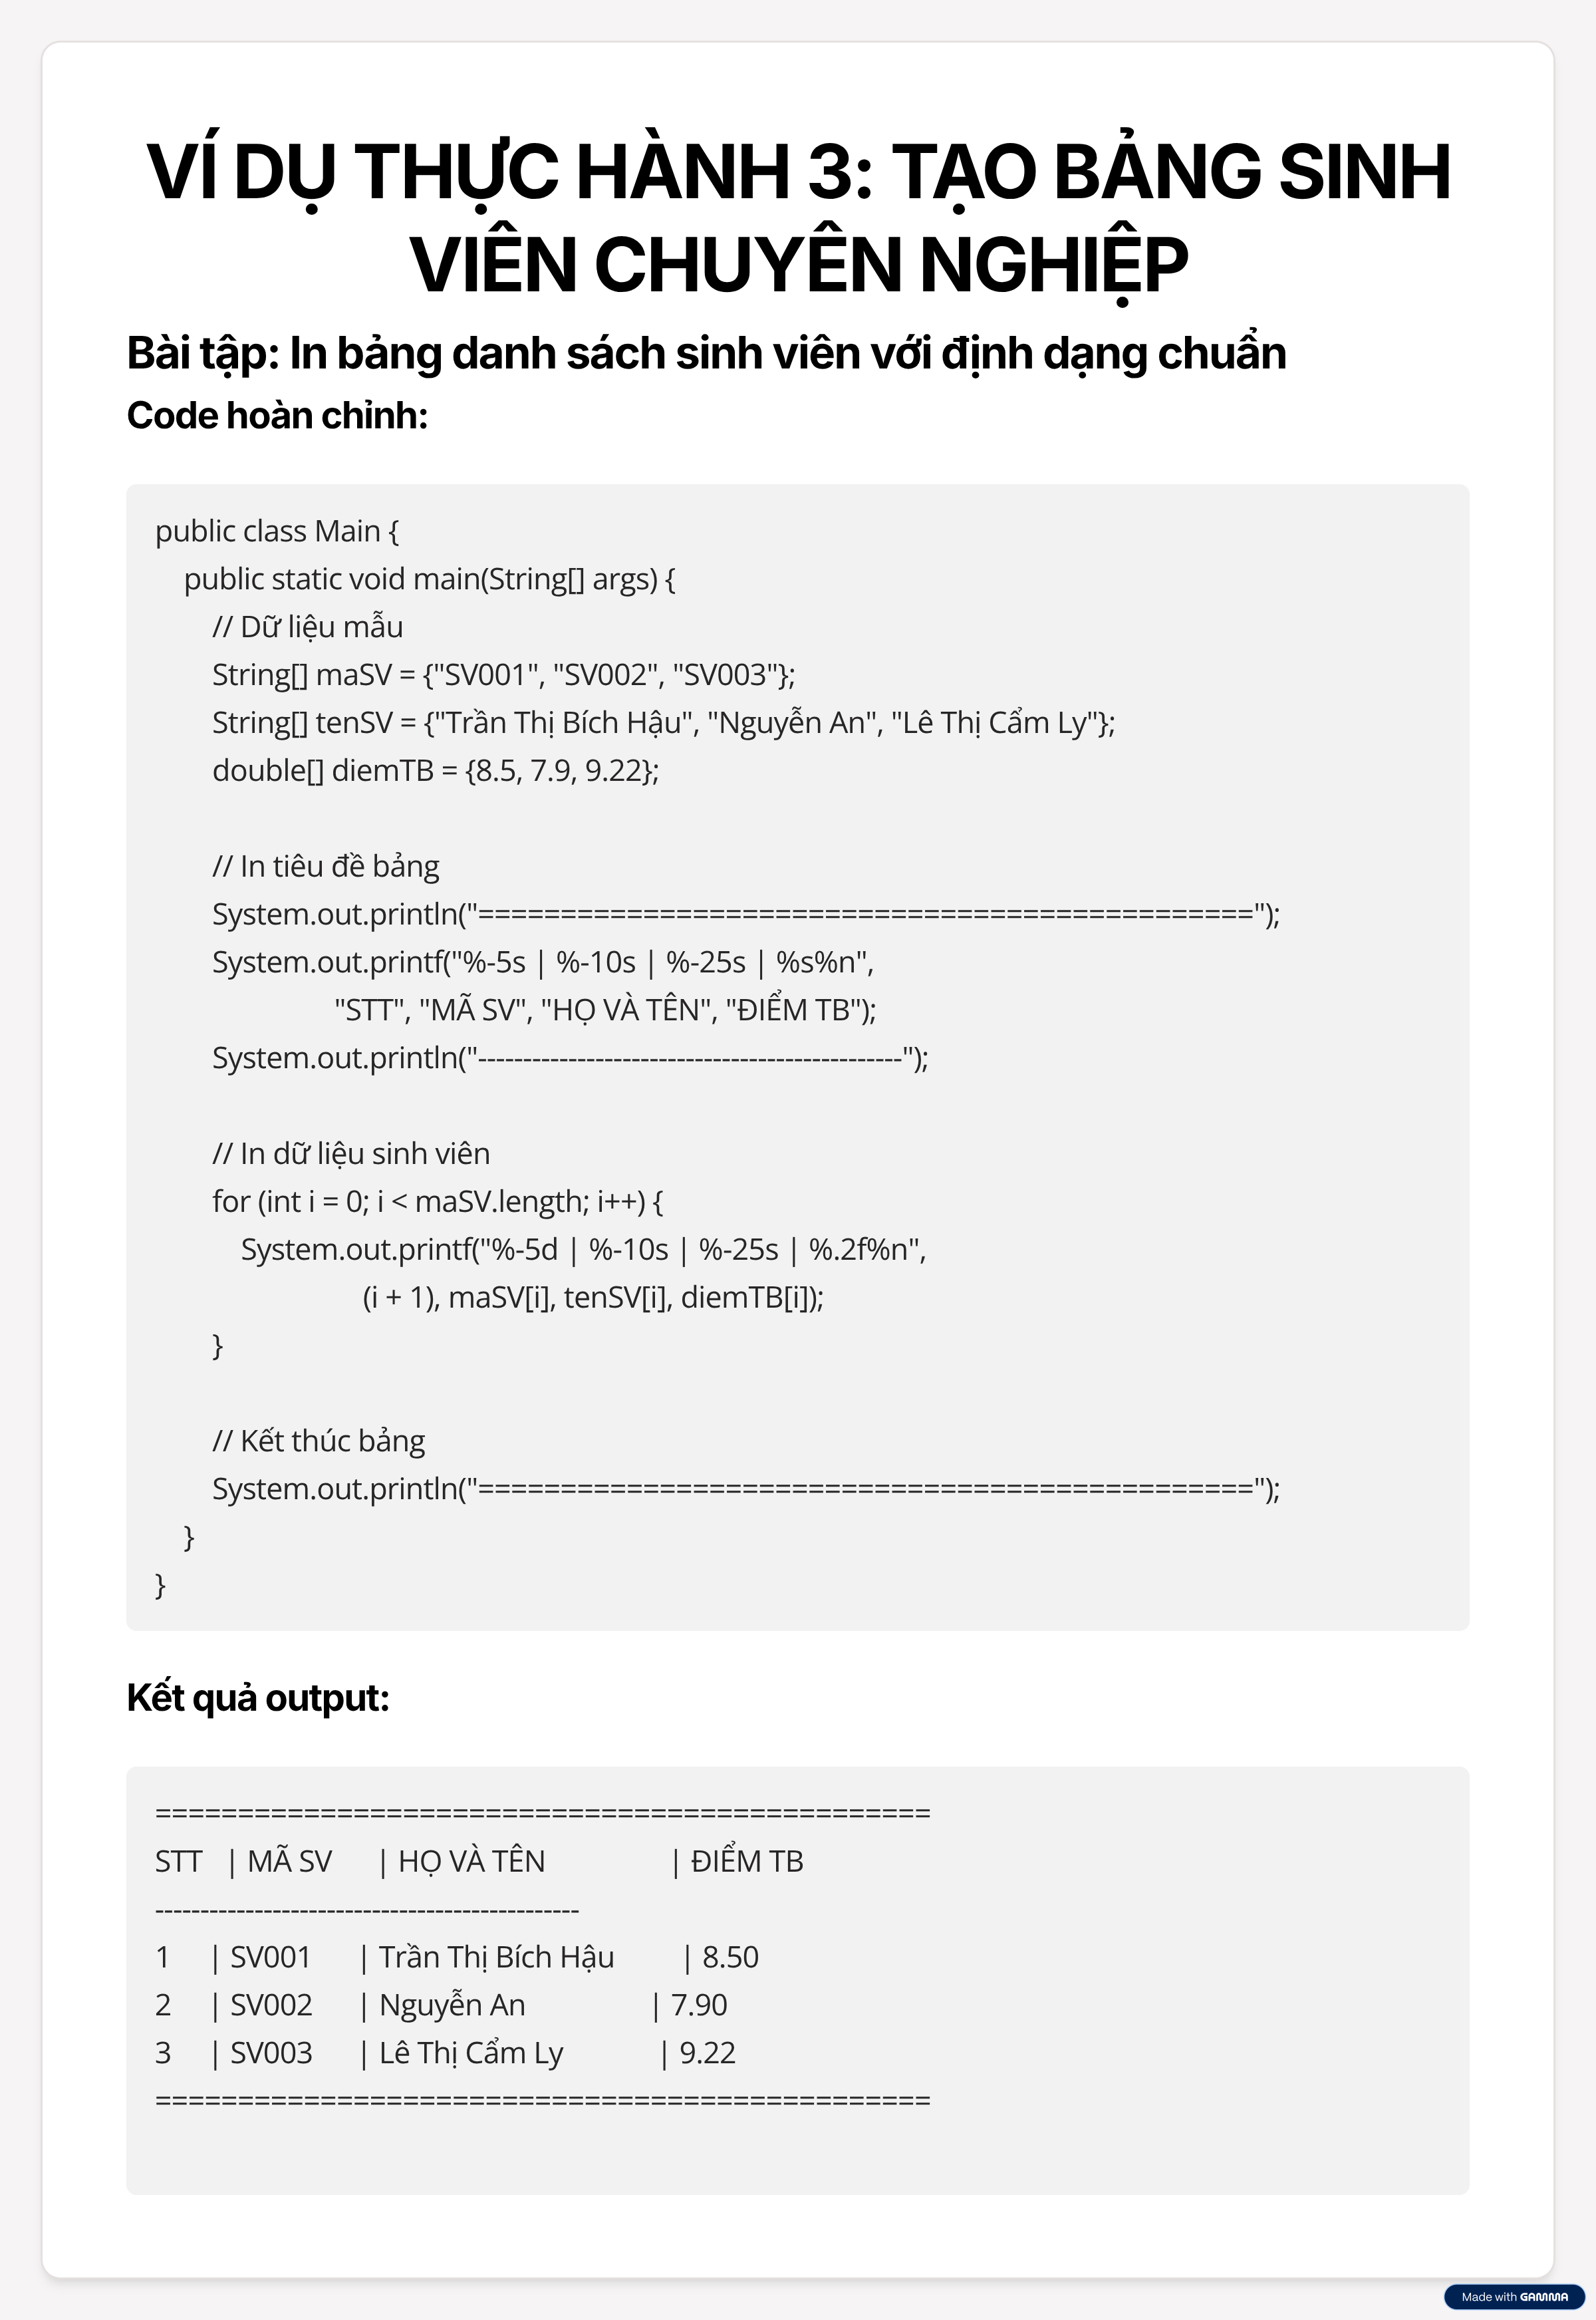 VÍ DỤ THỰC HÀNH 3: TẠO BẢNG SINH
VIÊN CHUYÊN NGHIỆP
Bài tập: In bảng danh sách sinh viên với định dạng chuẩn
Code hoàn chỉnh:
public class Main {
    public static void main(String[] args) {
        // Dữ liệu mẫu
        String[] maSV = {"SV001", "SV002", "SV003"};
        String[] tenSV = {"Trần Thị Bích Hậu", "Nguyễn An", "Lê Thị Cẩm Ly"};
        double[] diemTB = {8.5, 7.9, 9.22};

        // In tiêu đề bảng
        System.out.println("===============================================");
        System.out.printf("%-5s | %-10s | %-25s | %s%n",
                         "STT", "MÃ SV", "HỌ VÀ TÊN", "ĐIỂM TB");
        System.out.println("-----------------------------------------------");

        // In dữ liệu sinh viên
        for (int i = 0; i < maSV.length; i++) {
            System.out.printf("%-5d | %-10s | %-25s | %.2f%n",
                             (i + 1), maSV[i], tenSV[i], diemTB[i]);
        }

        // Kết thúc bảng
        System.out.println("===============================================");
    }
}
Kết quả output:
===============================================
STT   | MÃ SV      | HỌ VÀ TÊN                 | ĐIỂM TB
-----------------------------------------------
1     | SV001      | Trần Thị Bích Hậu         | 8.50
2     | SV002      | Nguyễn An                 | 7.90
3     | SV003      | Lê Thị Cẩm Ly             | 9.22
===============================================
Made with GAMMA